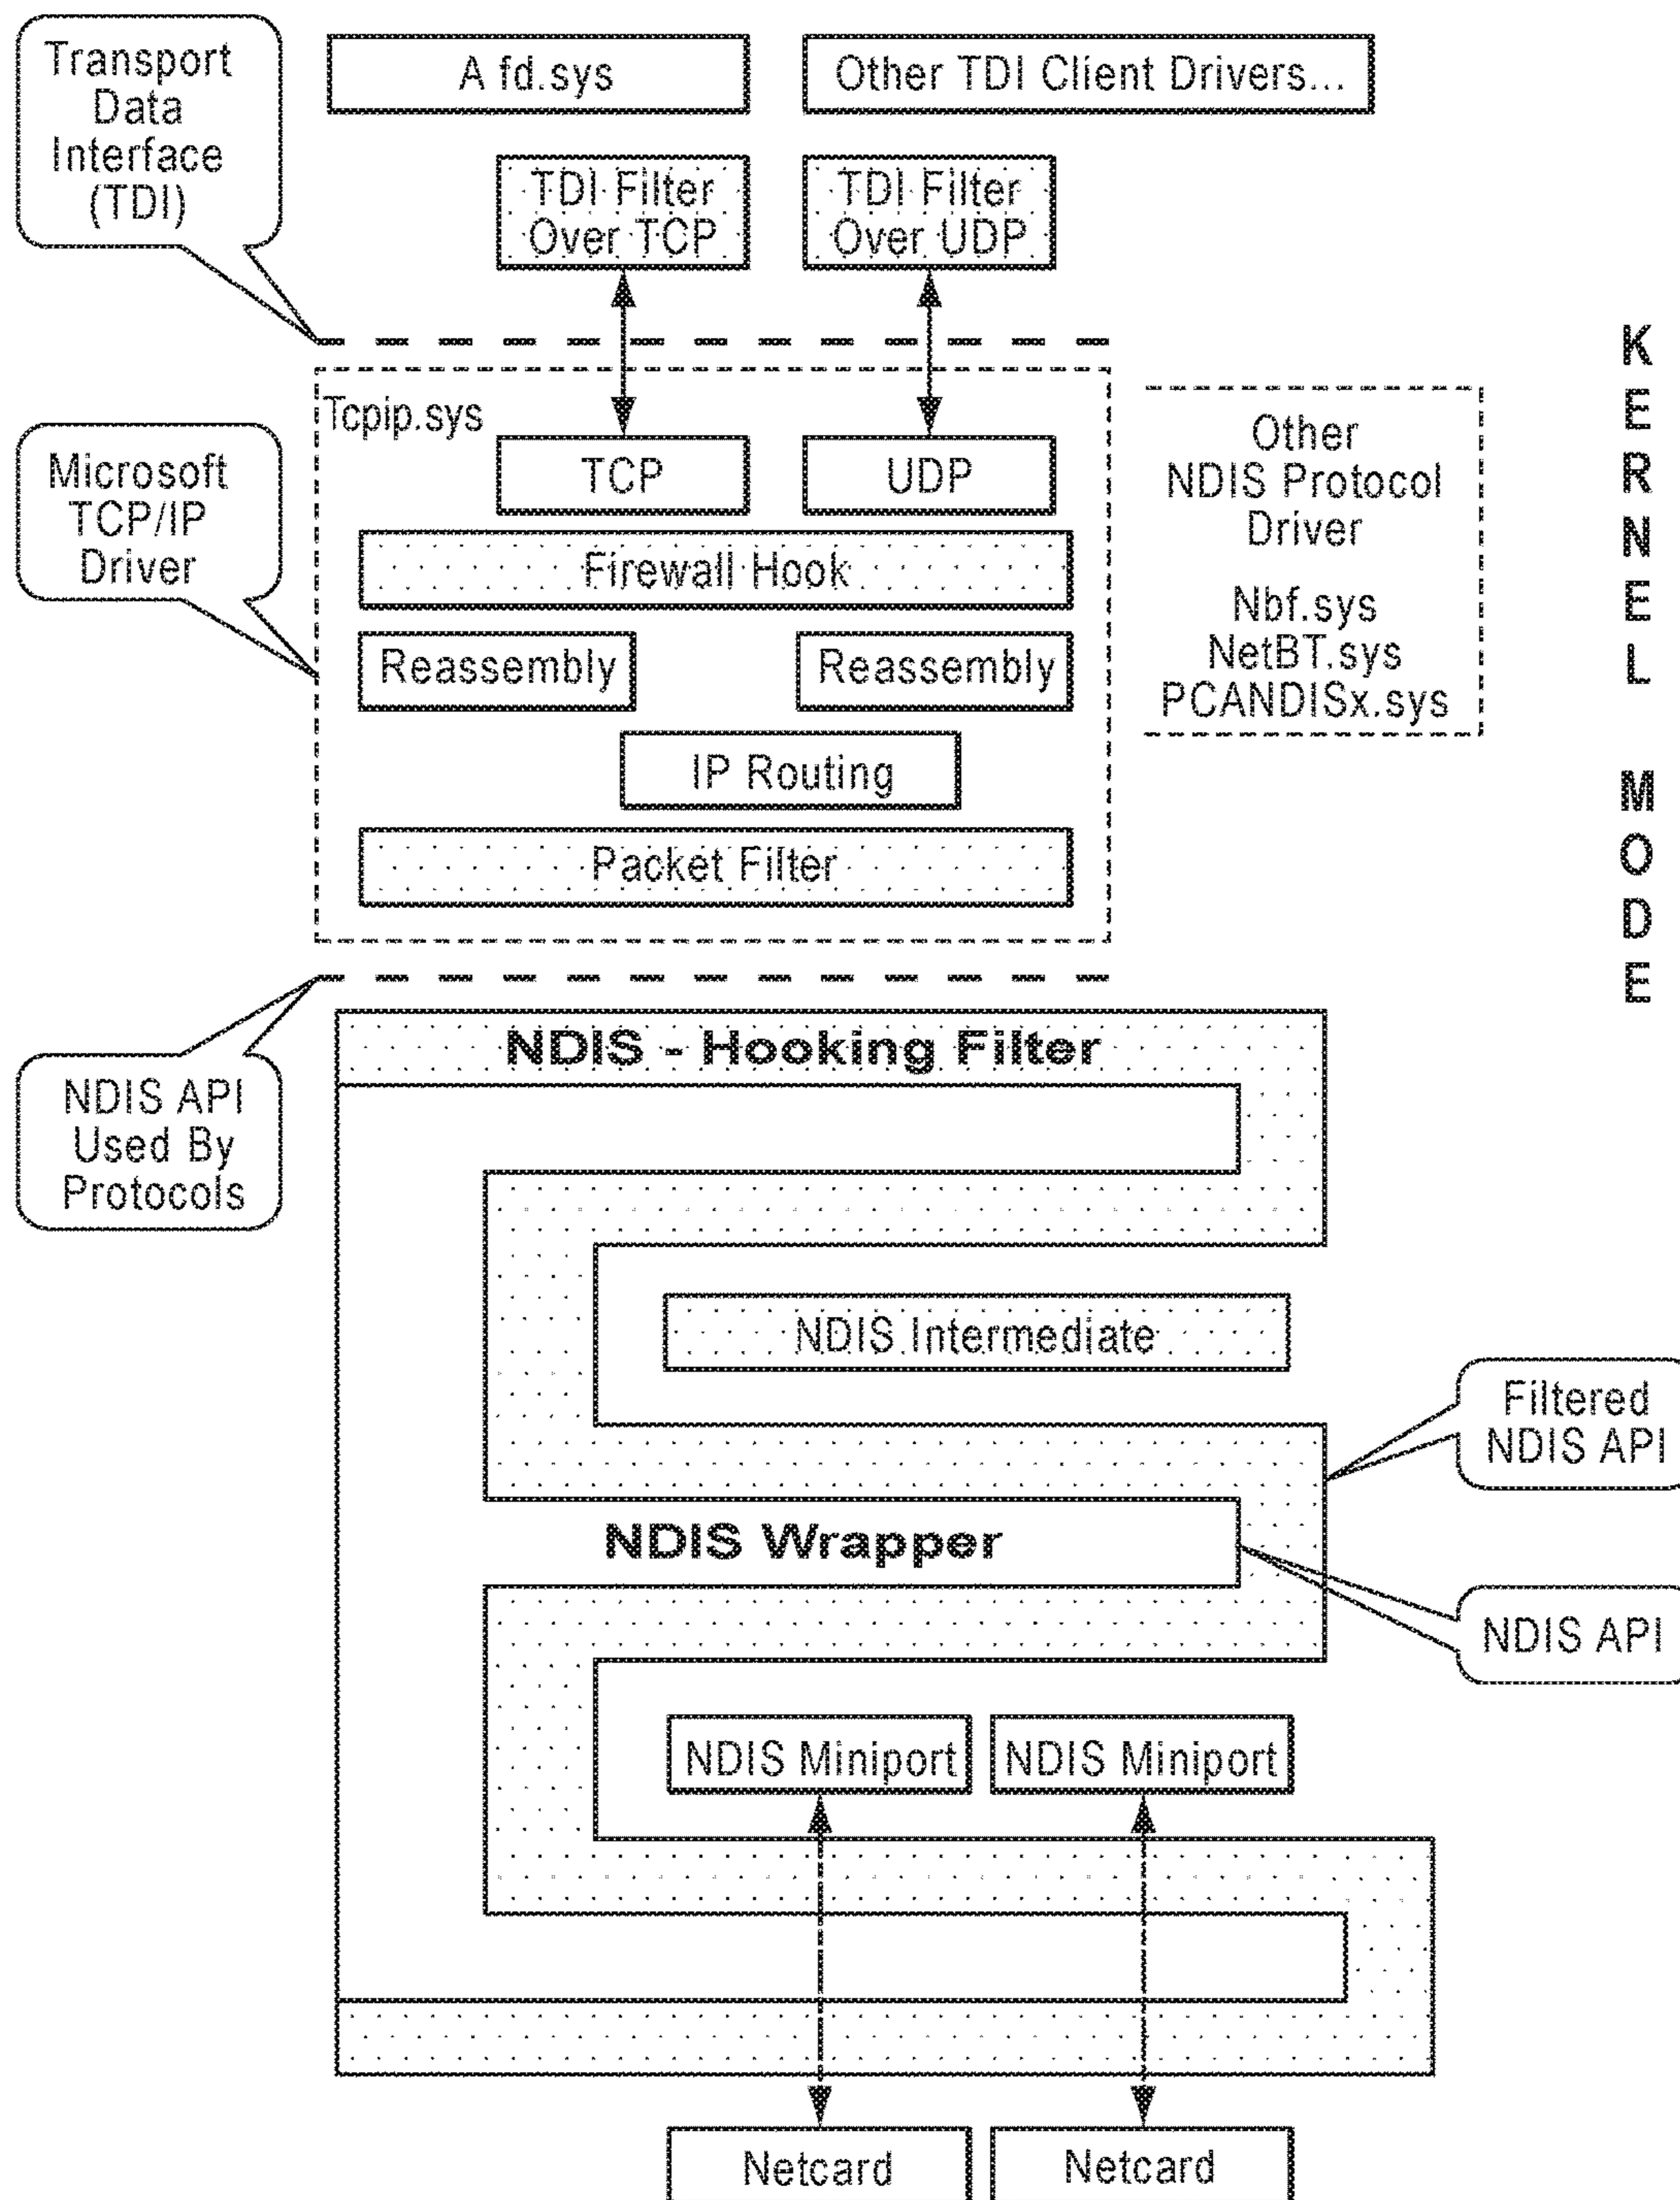 Transport
Data
Interface
(TDI)
A fd.sys
Other TDI Client Drivers...
TDI Filter
Over TCP
TDI Filter
Over UDP
Tcpip.sys
Microsoft
TCP/IP
Driver
TCP
UDP
Firewall Hook
Reassembly
Reassembly
IP Routing
Packet Filter
Other
NDIS Protocol
Driver
Nbf.sys
NetBT.sys
PCANDISx.sys
KERNEL MODE
NDIS API
Used By
Protocols
NDIS - Hooking Filter
NDIS Intermediate
Filtered
NDIS API
NDIS Wrapper
NDIS API
NDIS Miniport
NDIS Miniport
Netcard
Netcard